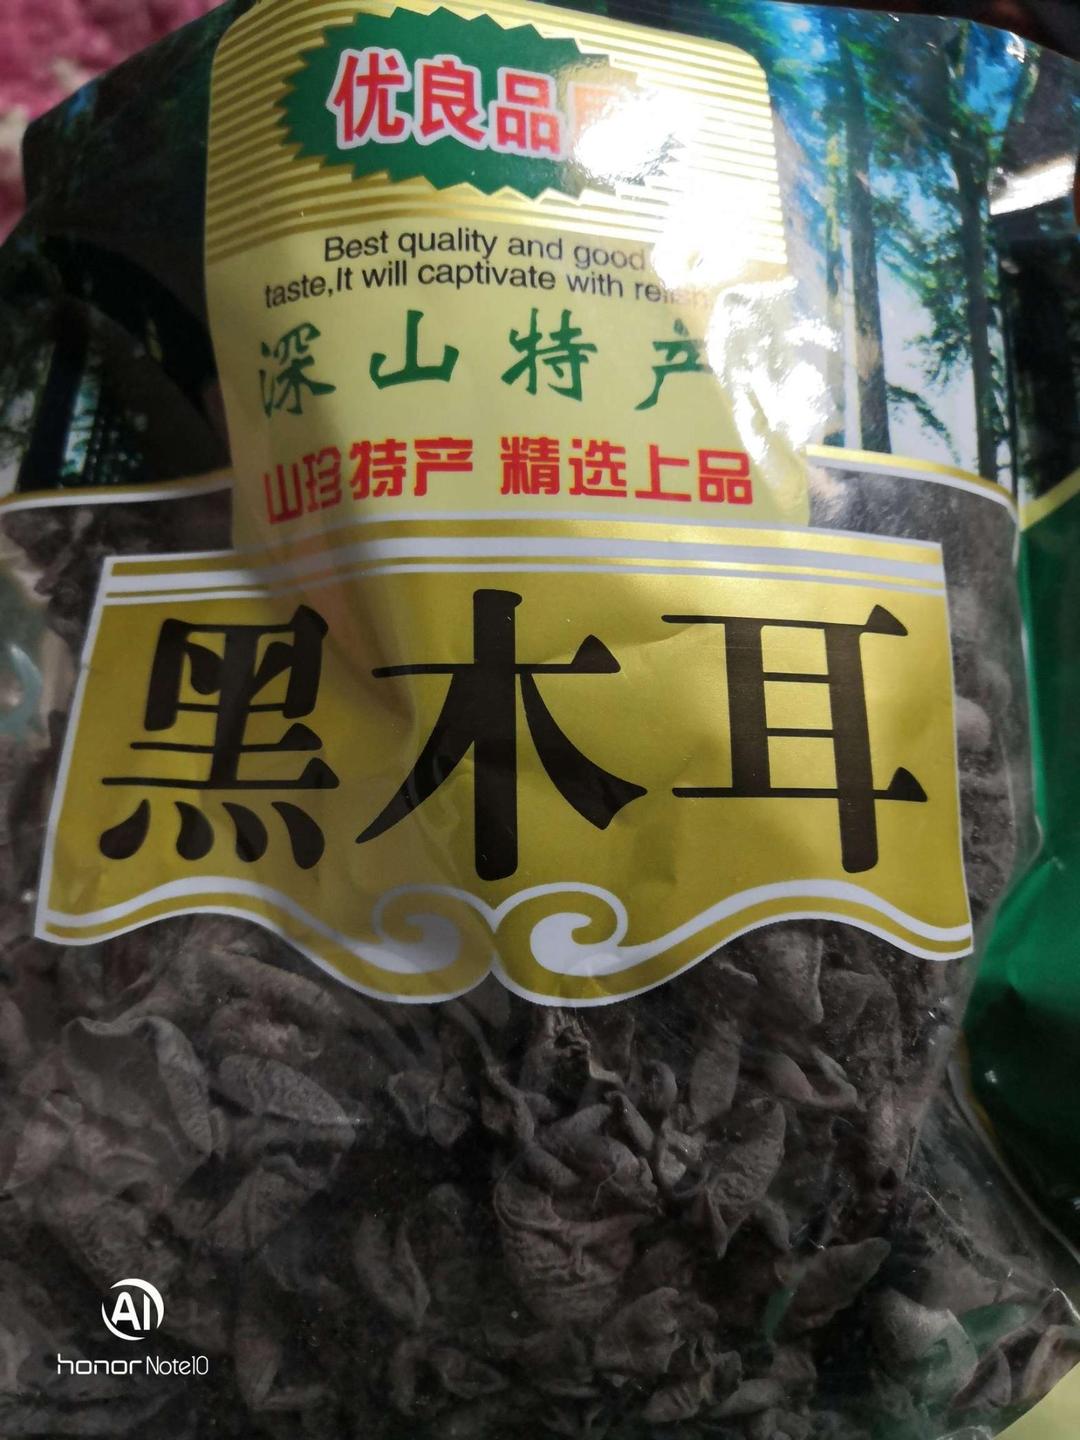 优良品
Best quality and good
taste,It will captivate with relish
深山特产
山珍特产 精选上品
黑木耳
AI
honor Note10